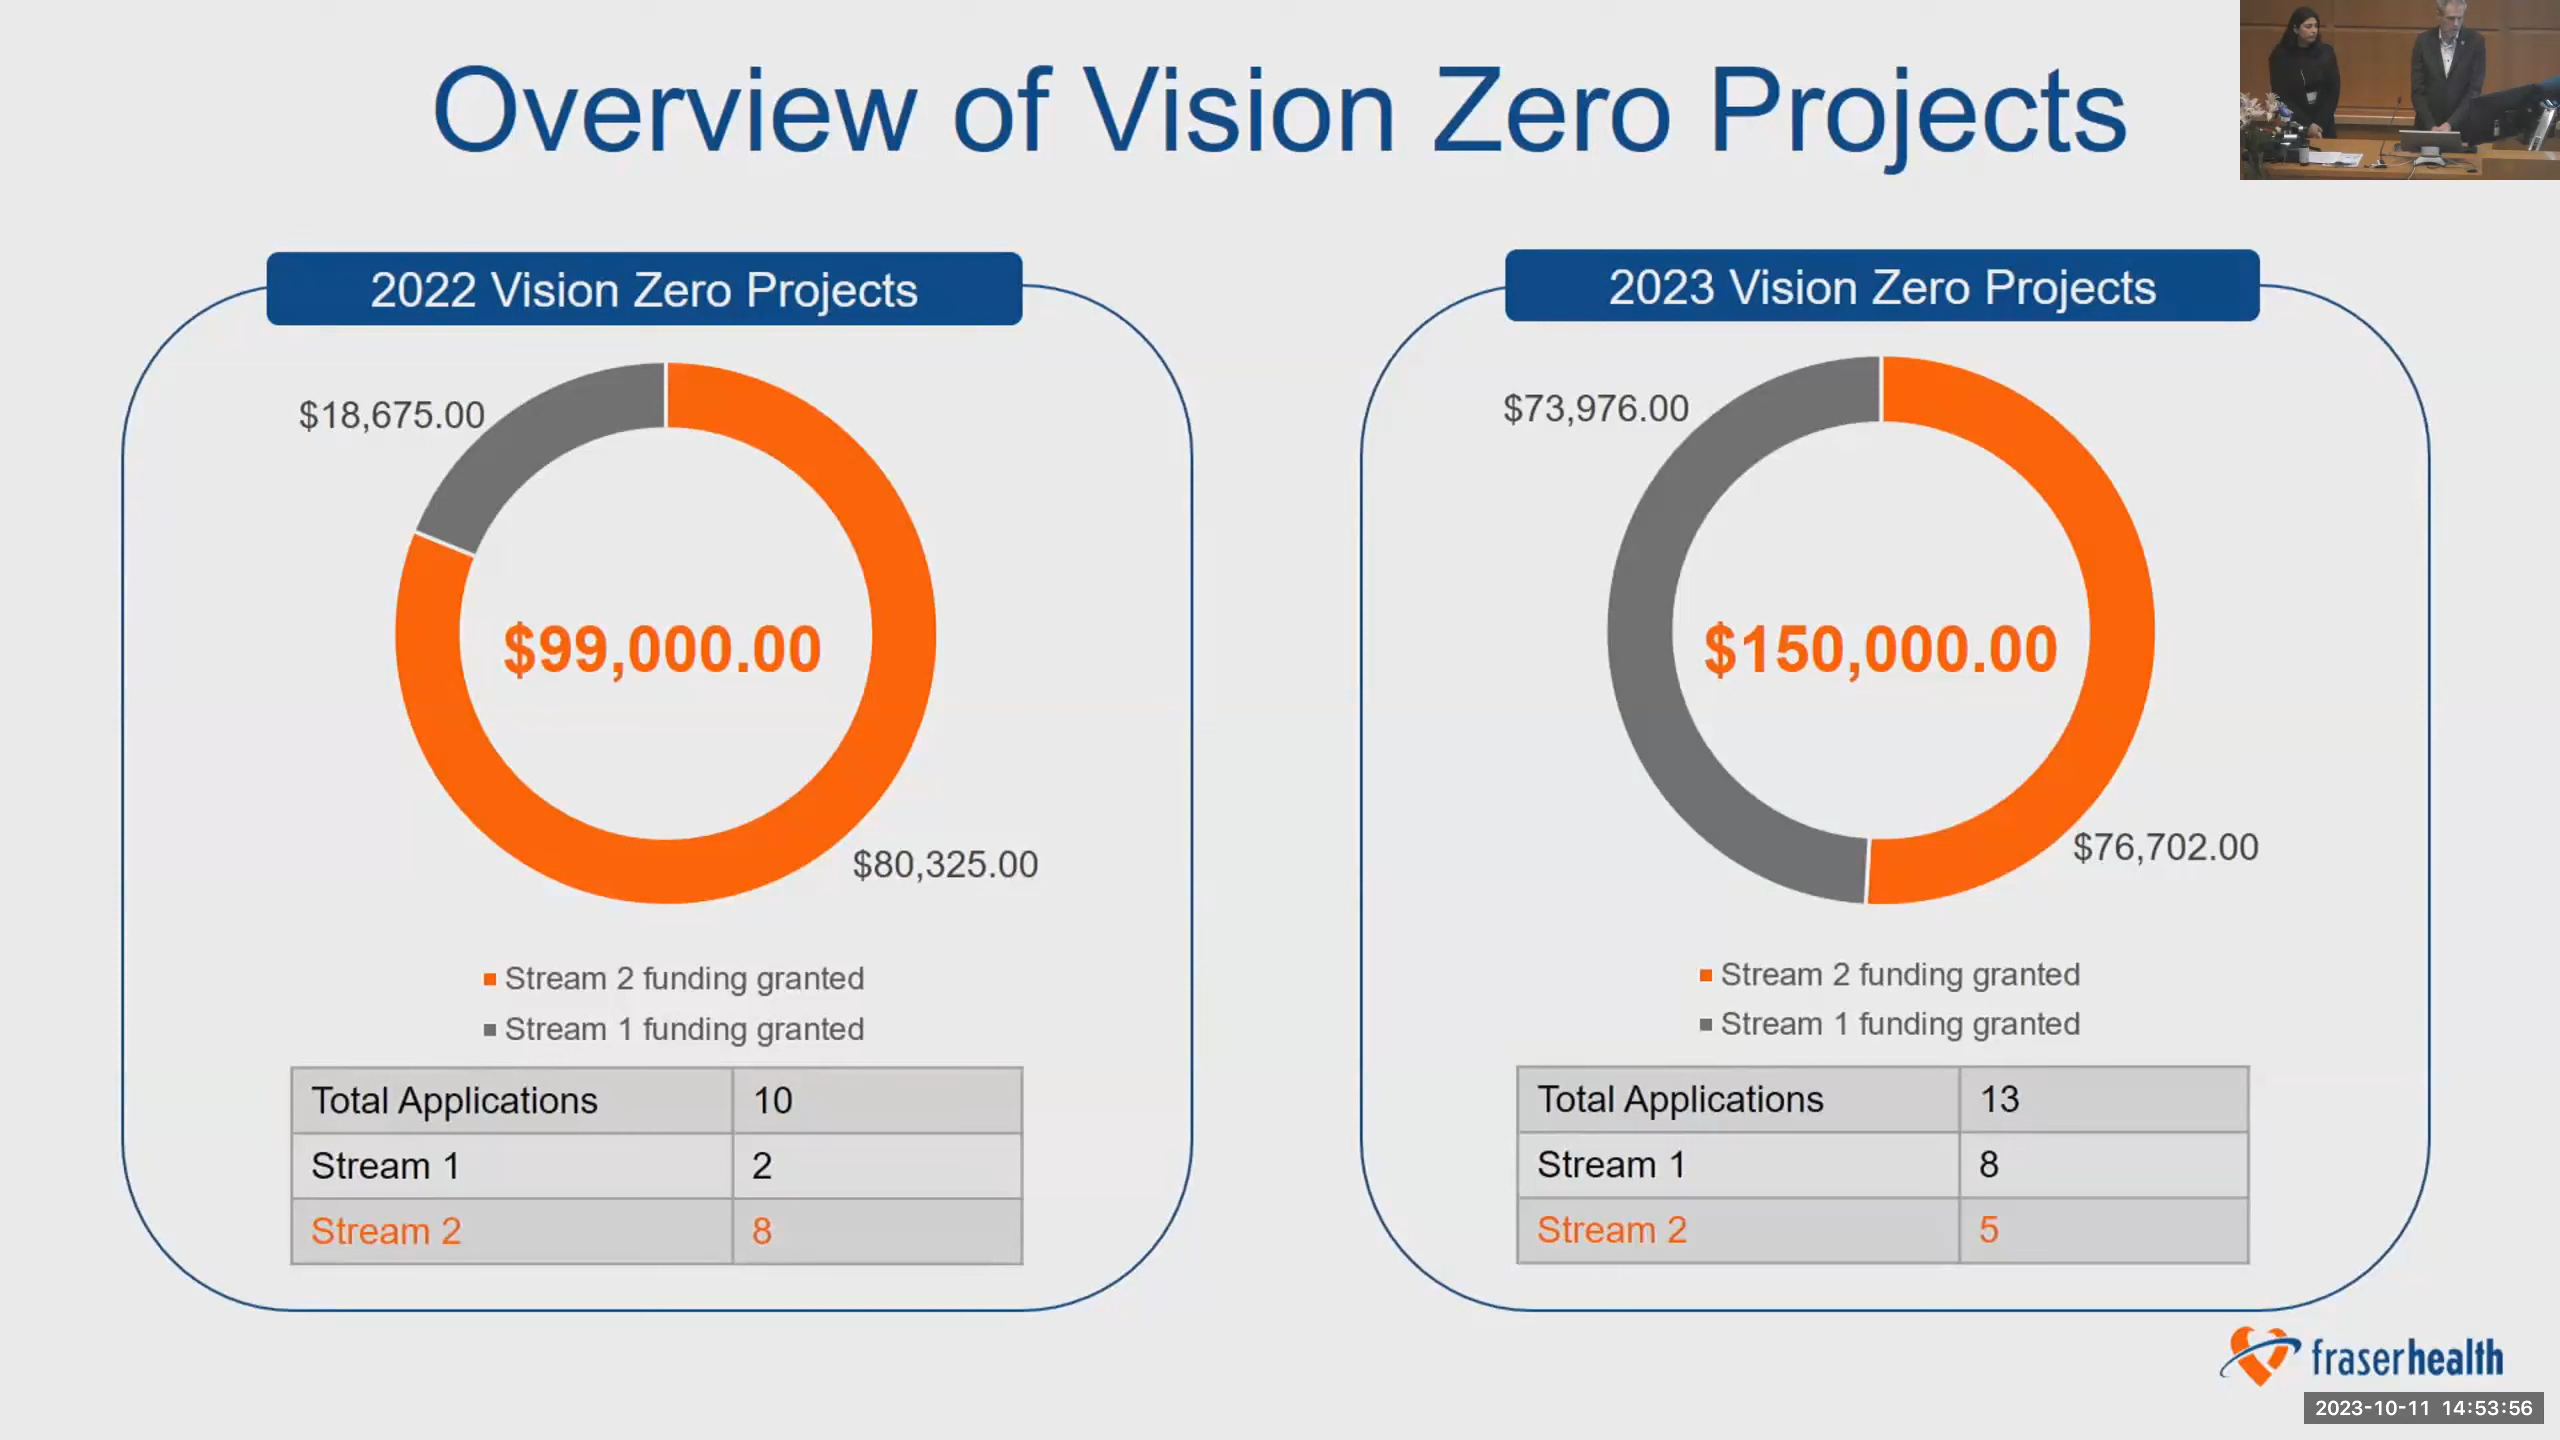 Overview of Vision Zero Projects
2022 Vision Zero Projects
$18,675.00
$99,000.00
$80,325.00
Stream 2 funding granted
Stream 1 funding granted
Total Applications 10
Stream 1 2
Stream 2 8
2023 Vision Zero Projects
$73,976.00
$150,000.00
$76,702.00
Stream 2 funding granted
Stream 1 funding granted
Total Applications 13
Stream 1 8
Stream 2 5
fraserhealth
2023-10-11 14:53:56